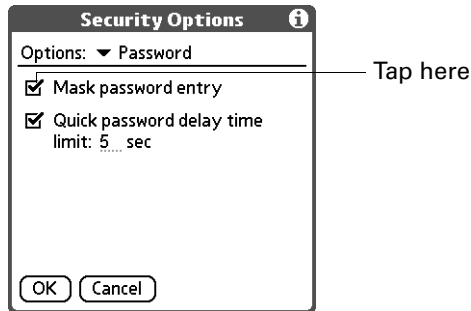 Security Options
Options: Password
Tap here
Mask password entry
Quick password delay time
limit: 5 sec
OK Cancel